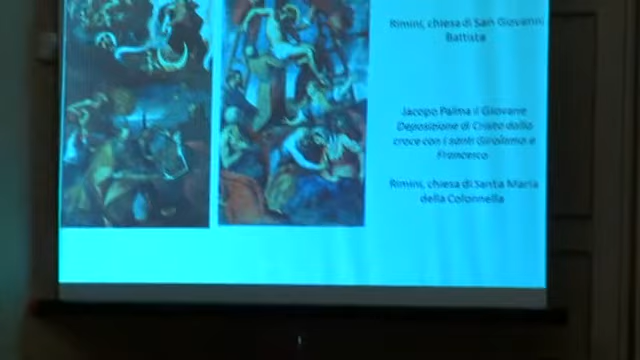 Rimini, chiesa di San Giovanni
Battista
Jacopo Palma il Giovane
Deposizione di Cristo dalla
croce con i santi Girolamo e
Francesco
Rimini, chiesa di Santa Maria
della Colonnella